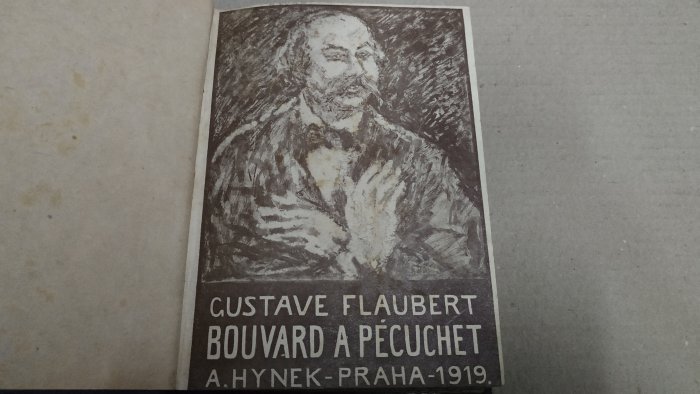 GUSTAVE FLAUBERT
BOUVARD A PÉCUCHET
A. HYNEK-PRAHA-1919.